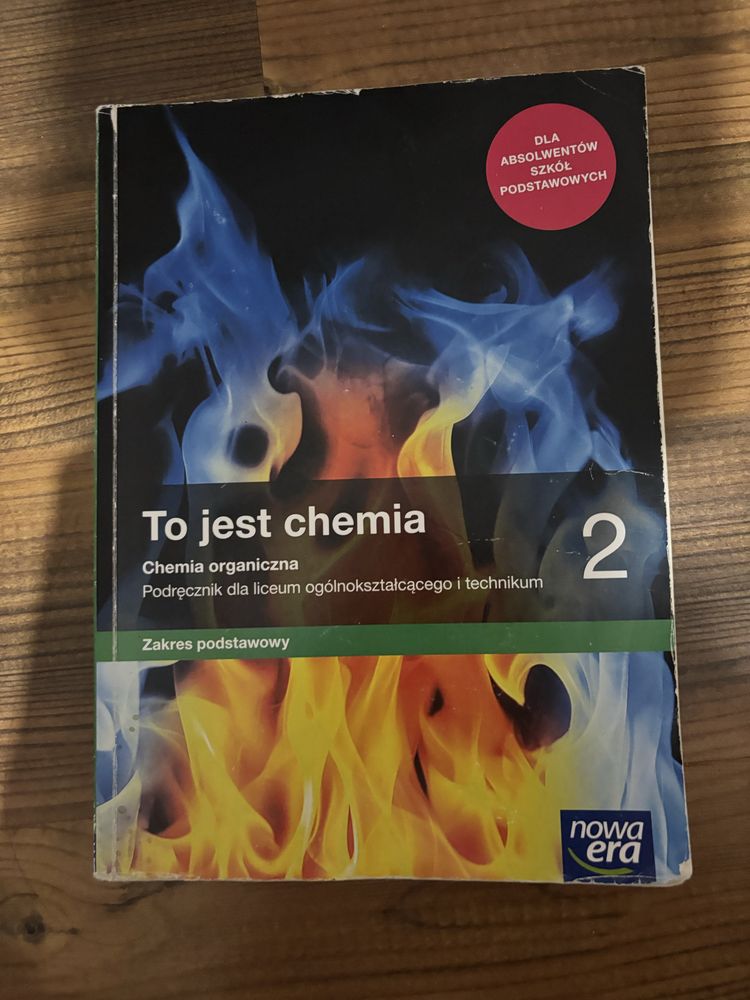 DLA
ABSOLWENTÓW
SZKÓŁ
PODSTAWOWYCH
To jest chemia
2
Chemia organiczna
Podręcznik dla liceum ogólnokształcącego i technikum
Zakres podstawowy
nowa
era